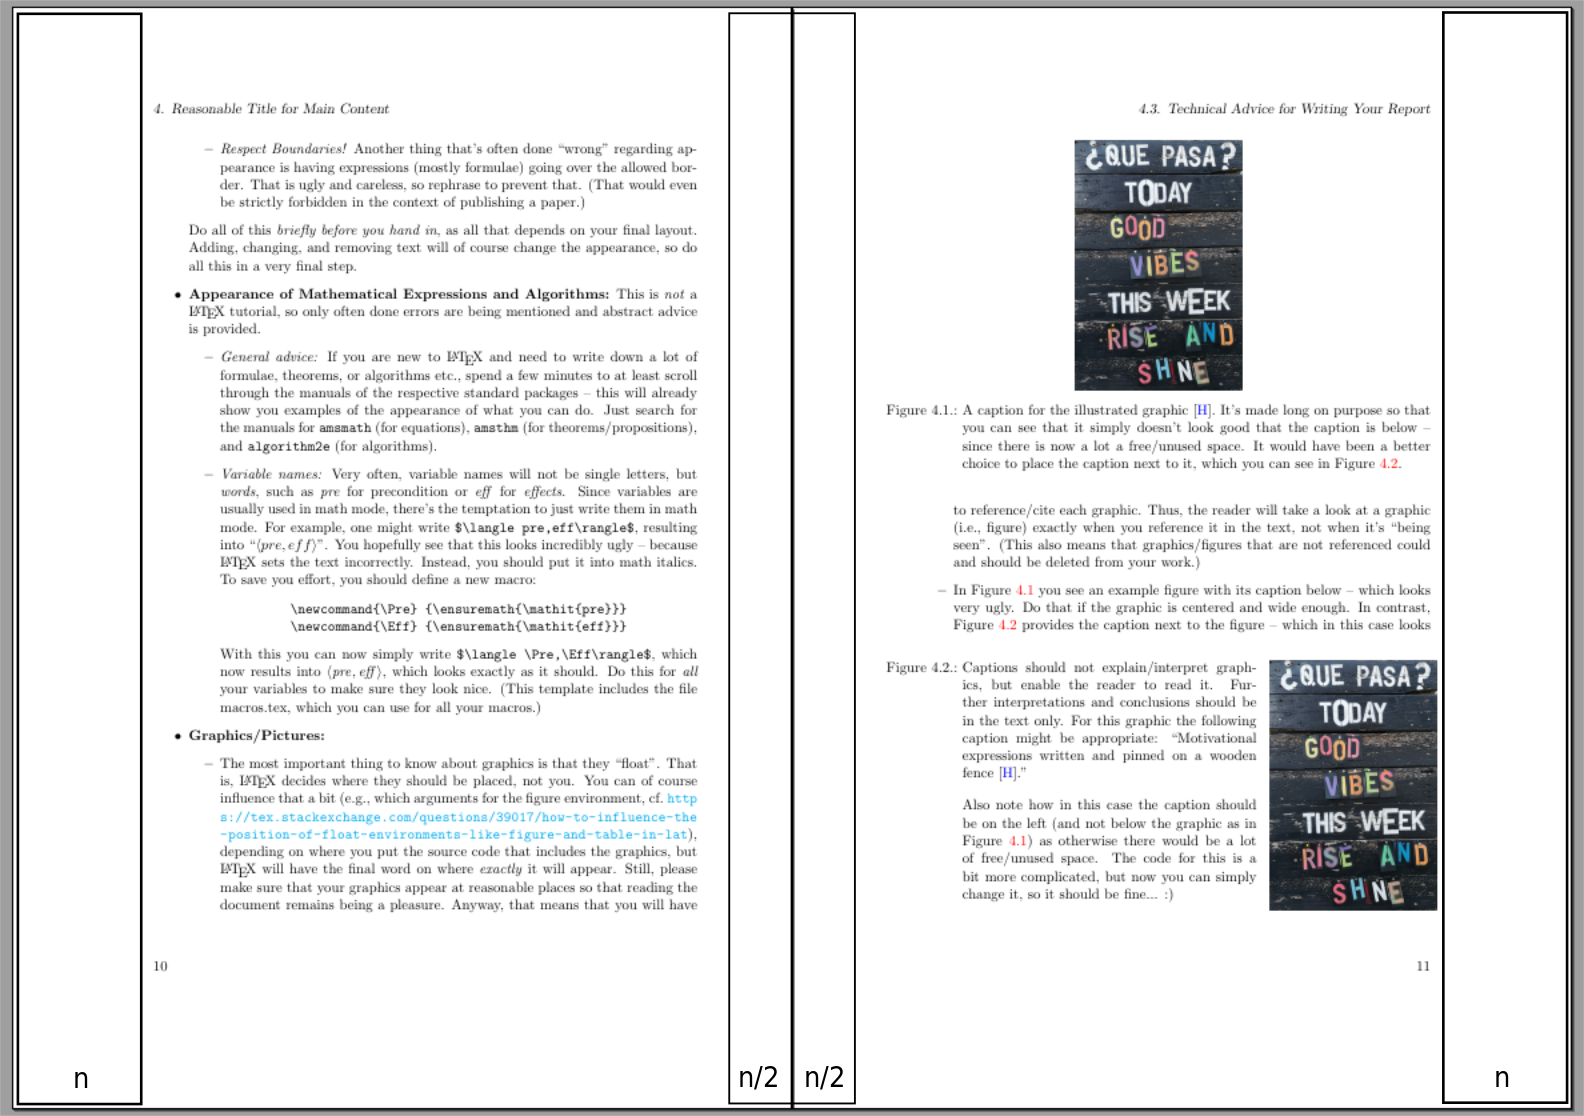 4. Reasonable Title for Main Content
– Respect Boundaries! Another thing that's often done “wrong” regarding ap-
pearance is having expressions (mostly formulae) going over the allowed bor-
der. That is ugly and careless, so rephrase to prevent that. (That would even
be strictly forbidden in the context of publishing a paper.)
Do all of this briefly before you hand in, as all that depends on your final layout.
Adding, changing, and removing text will of course change the appearance, so do
all this in a very final step.
• Appearance of Mathematical Expressions and Algorithms: This is not a
LATEX tutorial, so only often done errors are being mentioned and abstract advice
is provided.
– General advice: If you are new to LATEX and need to write down a lot of
formulae, theorems, or algorithms etc., spend a few minutes to at least scroll
through the manuals of the respective standard packages – this will already
show you examples of the appearance of what you can do. Just search for
the manuals for amsmath (for equations), amsthm (for theorems/propositions),
and algorithm2e (for algorithms).
– Variable names: Very often, variable names will not be single letters, but
words, such as pre for precondition or eff for effects. Since variables are
usually used in math mode, there's the temptation to just write them in math
mode. For example, one might write $\langle pre,eff\rangle$, resulting
into “⟨pre, eff⟩”. You hopefully see that this looks incredibly ugly – because
LATEX sets the text incorrectly. Instead, you should put it into math italics.
To save you effort, you should define a new macro:
\newcommand{\Pre} {\ensuremath{\mathit{pre}}}
\newcommand{\Eff} {\ensuremath{\mathit{eff}}}
With this you can now simply write $\langle \Pre,\Eff\rangle$, which
now results into ⟨pre, eff⟩, which looks exactly as it should. Do this for all
your variables to make sure they look nice. (This template includes the file
macros.tex, which you can use for all your macros.)
• Graphics/Pictures:
– The most important thing to know about graphics is that they “float”. That
is, LATEX decides where they should be placed, not you. You can of course
influence that a bit (e.g., which arguments for the figure environment, cf. http
s://tex.stackexchange.com/questions/39017/how-to-influence-the
-position-of-float-environments-like-figure-and-table-in-lat),
depending on where you put the source code that includes the graphics, but
LATEX will have the final word on where exactly it will appear. Still, please
make sure that your graphics appear at reasonable places so that reading the
document remains being a pleasure. Anyway, that means that you will have
10
n
n/2
4.3. Technical Advice for Writing Your Report
¿QUE PASA?
TODAY
GOOD
VIBES
THIS WEEK
RISE AND
SHINE
Figure 4.1.: A caption for the illustrated graphic [H]. It's made long on purpose so that
you can see that it simply doesn't look good that the caption is below –
since there is now a lot a free/unused space. It would have been a better
choice to place the caption next to it, which you can see in Figure 4.2.
to reference/cite each graphic. Thus, the reader will take a look at a graphic
(i.e., figure) exactly when you reference it in the text, not when it's “being
seen”. (This also means that graphics/figures that are not referenced could
and should be deleted from your work.)
– In Figure 4.1 you see an example figure with its caption below – which looks
very ugly. Do that if the graphic is centered and wide enough. In contrast,
Figure 4.2 provides the caption next to the figure – which in this case looks
Figure 4.2.: Captions should not explain/interpret graph-
ics, but enable the reader to read it. Fur-
ther interpretations and conclusions should be
in the text only. For this graphic the following
caption might be appropriate: “Motivational
expressions written and pinned on a wooden
fence [H].”
Also note how in this case the caption should
be on the left (and not below the graphic as in
Figure 4.1) as otherwise there would be a lot
of free/unused space. The code for this is a
bit more complicated, but now you can simply
change it, so it should be fine... :)
¿QUE PASA?
TODAY
GOOD
VIBES
THIS WEEK
RISE AND
SHINE
11
n/2
n